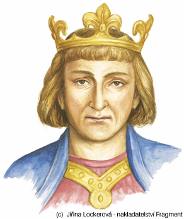 (c) Jiřina Lockerová - nakladatelství Fragment